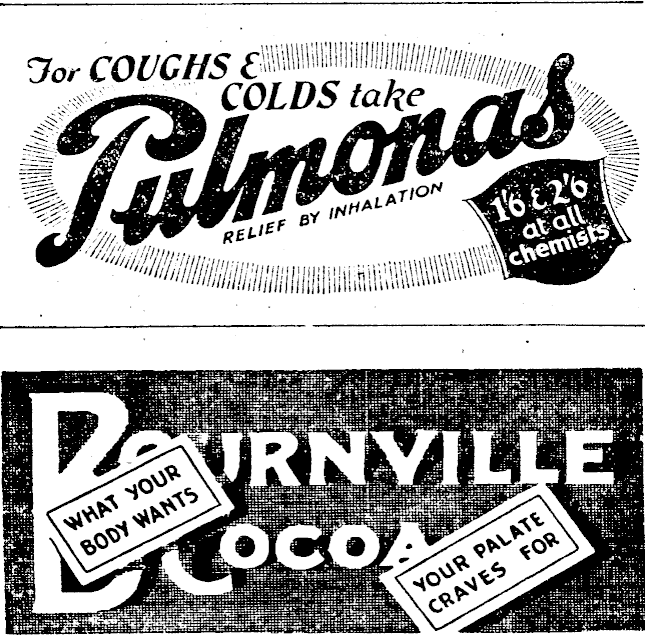 For COUGHS &
COLDS take
Pulmonas
RELIEF BY INHALATION
1'6 & 2'6
at all
chemists
BOURNVILLE
WHAT YOUR
BODY WANTS
COCOA
YOUR PALATE
CRAVES FOR